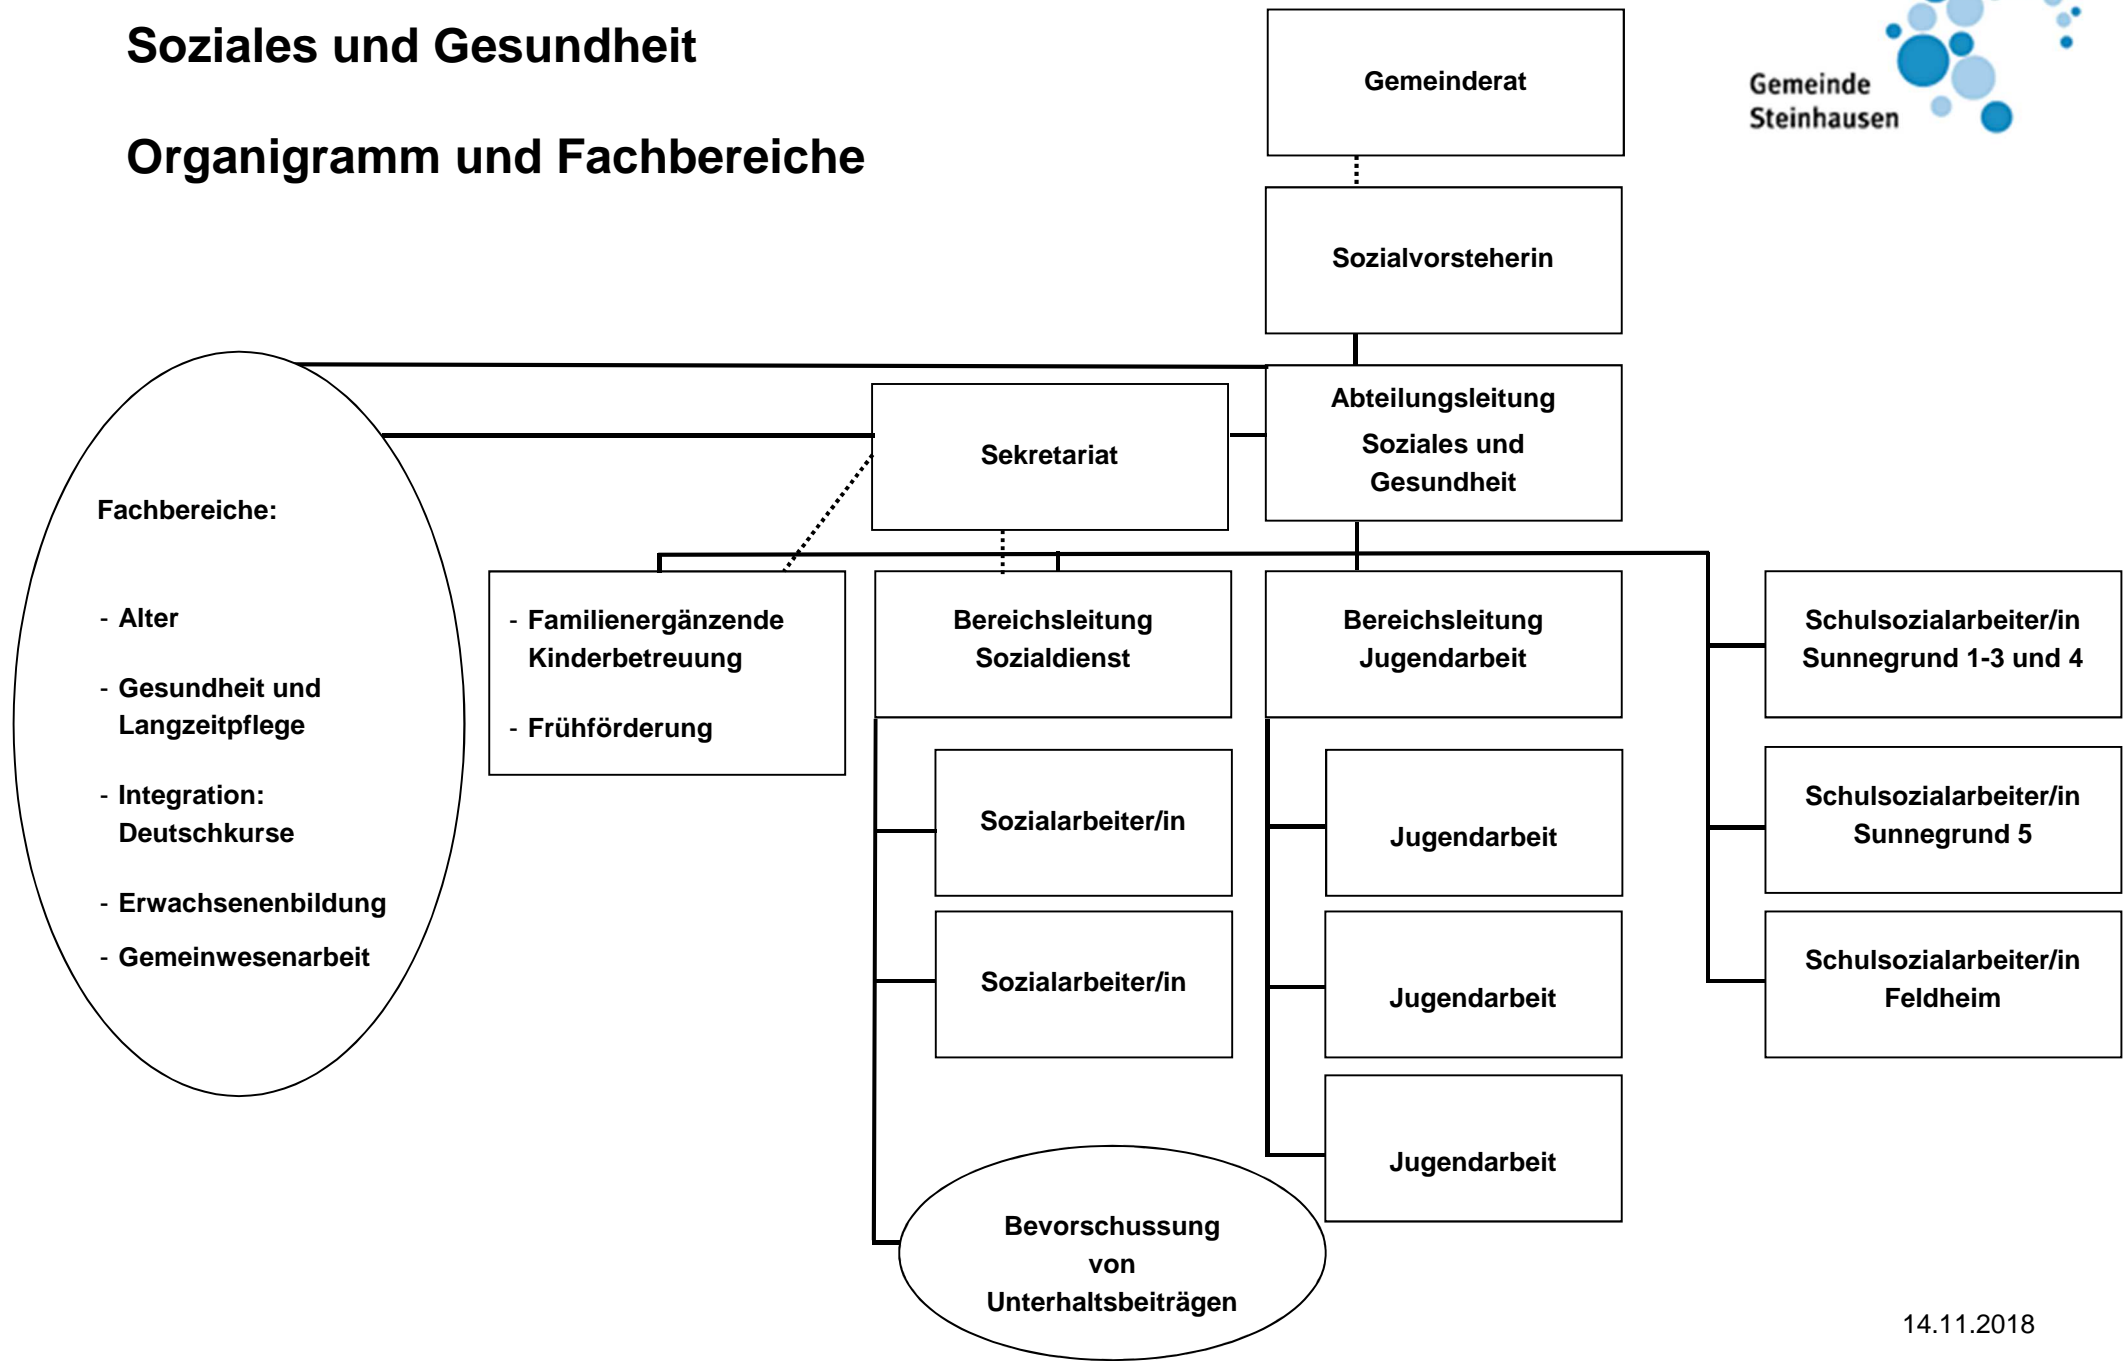 Soziales und Gesundheit
Organigramm und Fachbereiche
Gemeinderat
Gemeinde
Steinhausen
Sozialvorsteherin
Abteilungsleitung
Soziales und
Gesundheit
Sekretariat
Fachbereiche:
- Alter
- Gesundheit und
Langzeitpflege
- Integration:
Deutschkurse
- Erwachsenenbildung
- Gemeinwesenarbeit
- Familienergänzende
Kinderbetreuung
- Frühförderung
Bereichsleitung
Sozialdienst
Sozialarbeiter/in
Sozialarbeiter/in
Bevorschussung
von
Unterhaltsbeiträgen
Bereichsleitung
Jugendarbeit
Jugendarbeit
Jugendarbeit
Jugendarbeit
Schulsozialarbeiter/in
Sunnegrund 1-3 und 4
Schulsozialarbeiter/in
Sunnegrund 5
Schulsozialarbeiter/in
Feldheim
14.11.2018